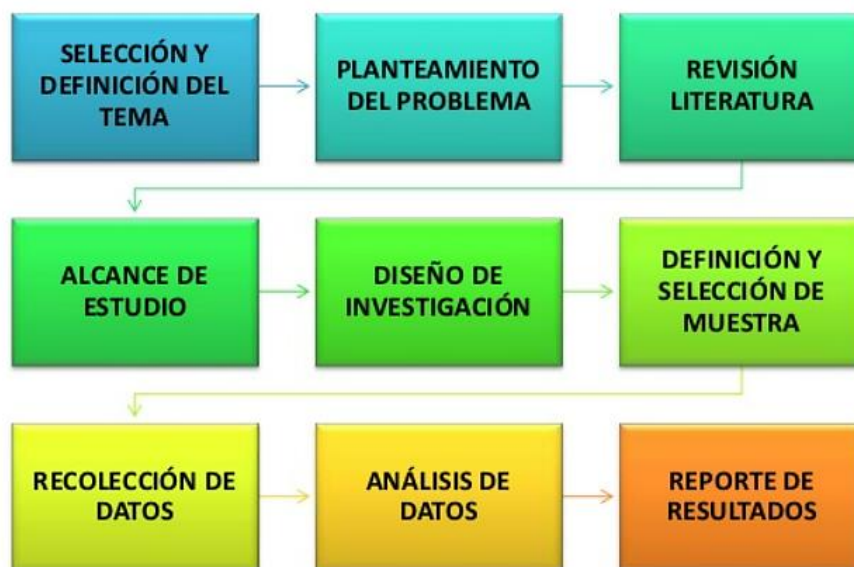 SELECCIÓN Y
DEFINICIÓN DEL
TEMA
PLANTEAMIENTO
DEL PROBLEMA
REVISIÓN
LITERATURA
ALCANCE DE
ESTUDIO
DISEÑO DE
INVESTIGACIÓN
DEFINICIÓN Y
SELECCIÓN DE
MUESTRA
RECOLECCIÓN DE
DATOS
ANÁLISIS DE
DATOS
REPORTE DE
RESULTADOS